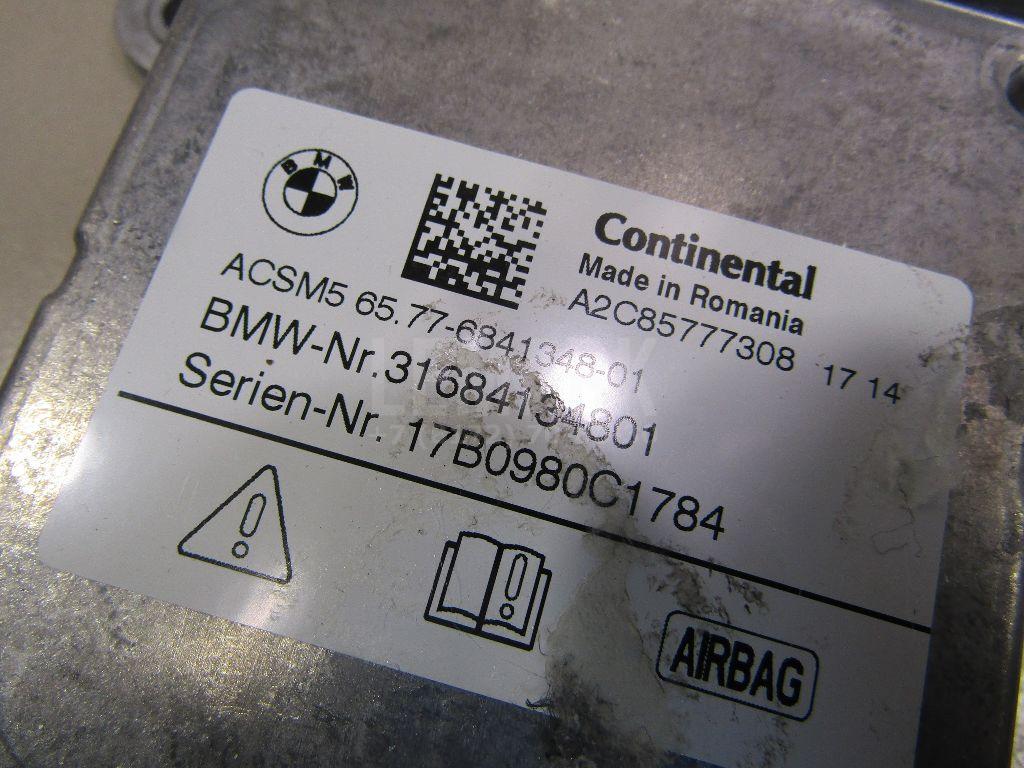 BMW
Continental
Made in Romania
A2C85777308 17 14
ACSM5 65.77-6841348-01
BMW-Nr.31684134801
Serien-Nr. 17B0980C1784
AIRBAG